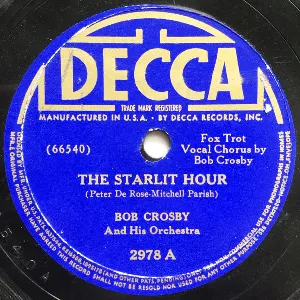 DECCA
TRADE MARK REGISTERED
MANUFACTURED IN U.S.A. · BY DECCA RECORDS, INC.
(66540)
Fox Trot
Vocal Chorus by
Bob Crosby
THE STARLIT HOUR
(Peter De Rose-Mitchell Parish)
BOB CROSBY
And His Orchestra
2978 A